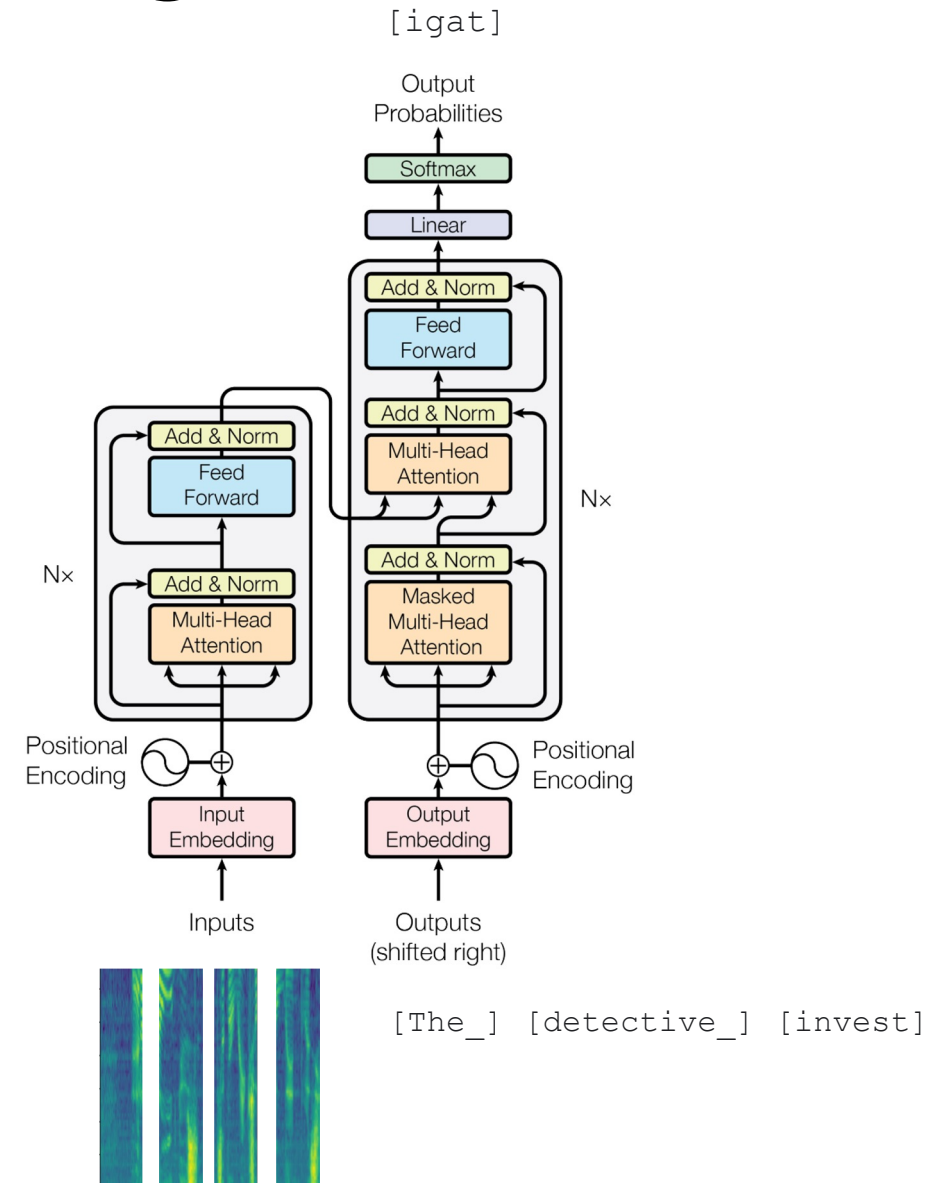 [igat]
Output
Probabilities
Softmax
Linear
Add & Norm
Feed
Forward
Add & Norm
Multi-Head
Attention
Nx
Add & Norm
Masked
Multi-Head
Attention
Add & Norm
Feed
Forward
Nx
Add & Norm
Multi-Head
Attention
Positional
Encoding
Positional
Encoding
Input
Embedding
Output
Embedding
Inputs
Outputs
(shifted right)
[The_] [detective_] [invest]